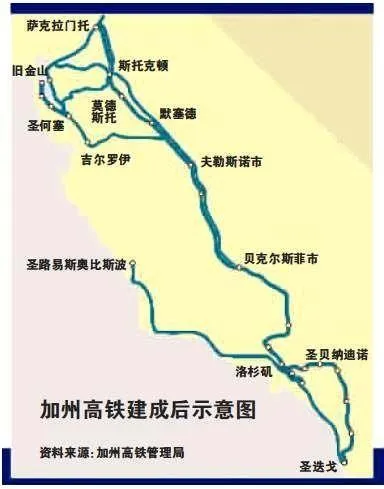 萨克拉门托
旧金山
斯托克顿
莫德
斯托
默塞德
圣何塞
吉尔罗伊
夫勒斯诺市
贝克尔斯菲市
圣路易斯奥比斯波
圣贝纳迪诺
洛杉矶
加州高铁建成后示意图
资料来源:加州高铁管理局
圣迭戈